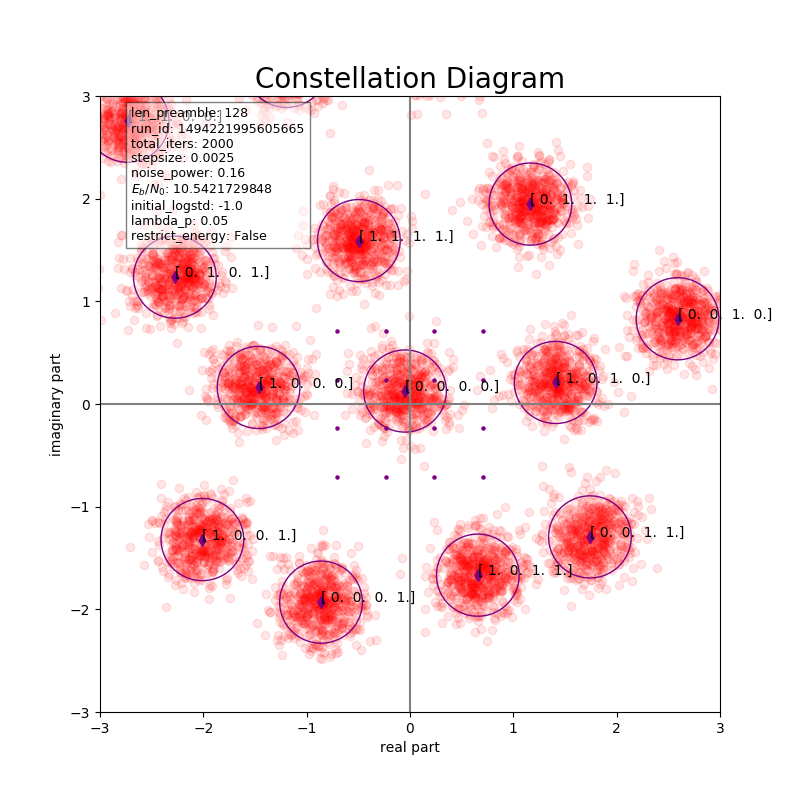 Constellation Diagram
len_preamble: 128
run_id: 1494221995605665
total_iters: 2000
stepsize: 0.0025
noise_power: 0.16
E_b/N_0: 10.5421729848
initial_logstd: -1.0
lambda_p: 0.05
restrict_energy: False
[ 0. 1. 1. 1.]
[ 1. 1. 1. 1.]
[ 0. 1. 0. 1.]
[ 0. 0. 1. 0.]
[ 1. 0. 0. 0.]
[ 0. 0. 0. 0.]
[ 1. 0. 1. 0.]
[ 1. 0. 0. 1.]
[ 0. 0. 1. 1.]
[ 1. 0. 1. 1.]
[ 0. 0. 0. 1.]
3
2
1
0
−1
−2
−3
imaginary part
−3 −2 −1 0 1 2 3
real part